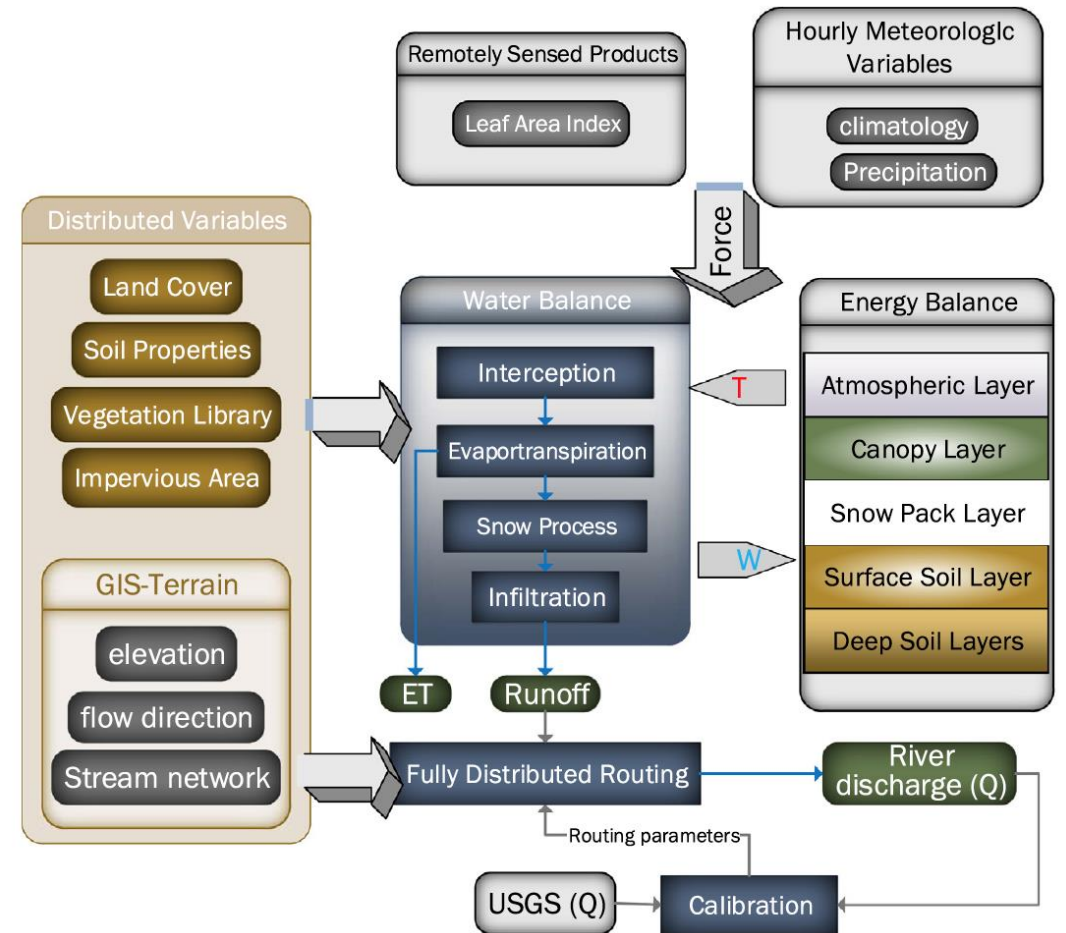 Remotely Sensed Products
Leaf Area Index
Hourly Meteorologic
Variables
climatology
Precipitation
Force
Distributed Variables
Land Cover
Soil Properties
Vegetation Library
Impervious Area
GIS-Terrain
elevation
flow direction
Stream network
Water Balance
Interception
Evaportranspiration
Snow Process
Infiltration
T
W
Energy Balance
Atmospheric Layer
Canopy Layer
Snow Pack Layer
Surface Soil Layer
Deep Soil Layers
ET
Runoff
Fully Distributed Routing
River
discharge (Q)
Routing parameters
USGS (Q)
Calibration